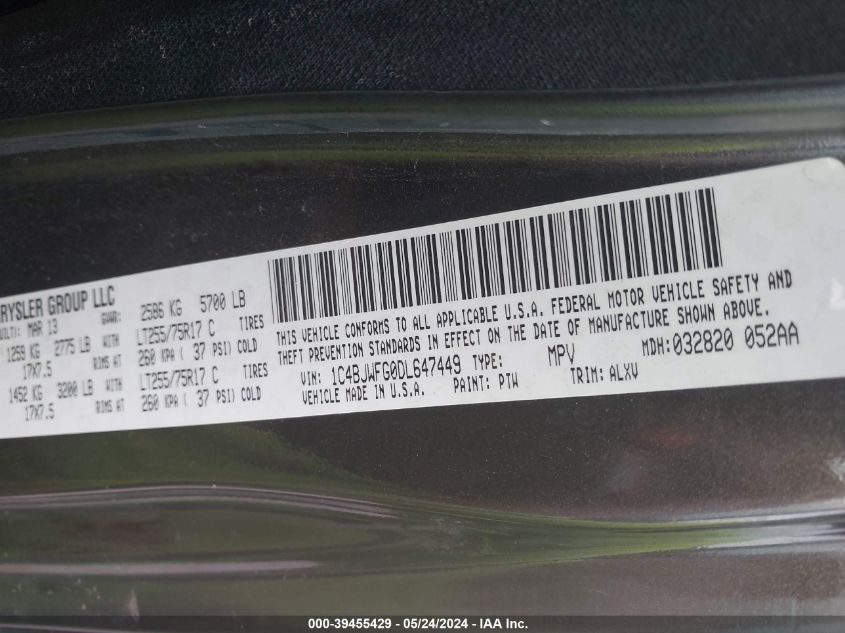 RYSLER GROUP LLC
UILT: MAR 13 GVWR: 2586 KG 5700 LB
1259 KG 2775 LB WITH LT255/75R17 C TIRES
17X7.5 RIMS AT 260 KPA ( 37 PSI) COLD
1452 KG 3200 LB WITH LT255/75R17 C TIRES
17X7.5 RIMS AT 260 KPA ( 37 PSI) COLD
THIS VEHICLE CONFORMS TO ALL APPLICABLE U.S.A. FEDERAL MOTOR VEHICLE SAFETY AND
THEFT PREVENTION STANDARDS IN EFFECT ON THE DATE OF MANUFACTURE SHOWN ABOVE.
VIN: 1C4BJWFG0DL647449 TYPE: MPV MDH: 032820 052AA
VEHICLE MADE IN U.S.A. PAINT: PTW TRIM: ALXV
000-39455429 - 05/24/2024 - IAA Inc.